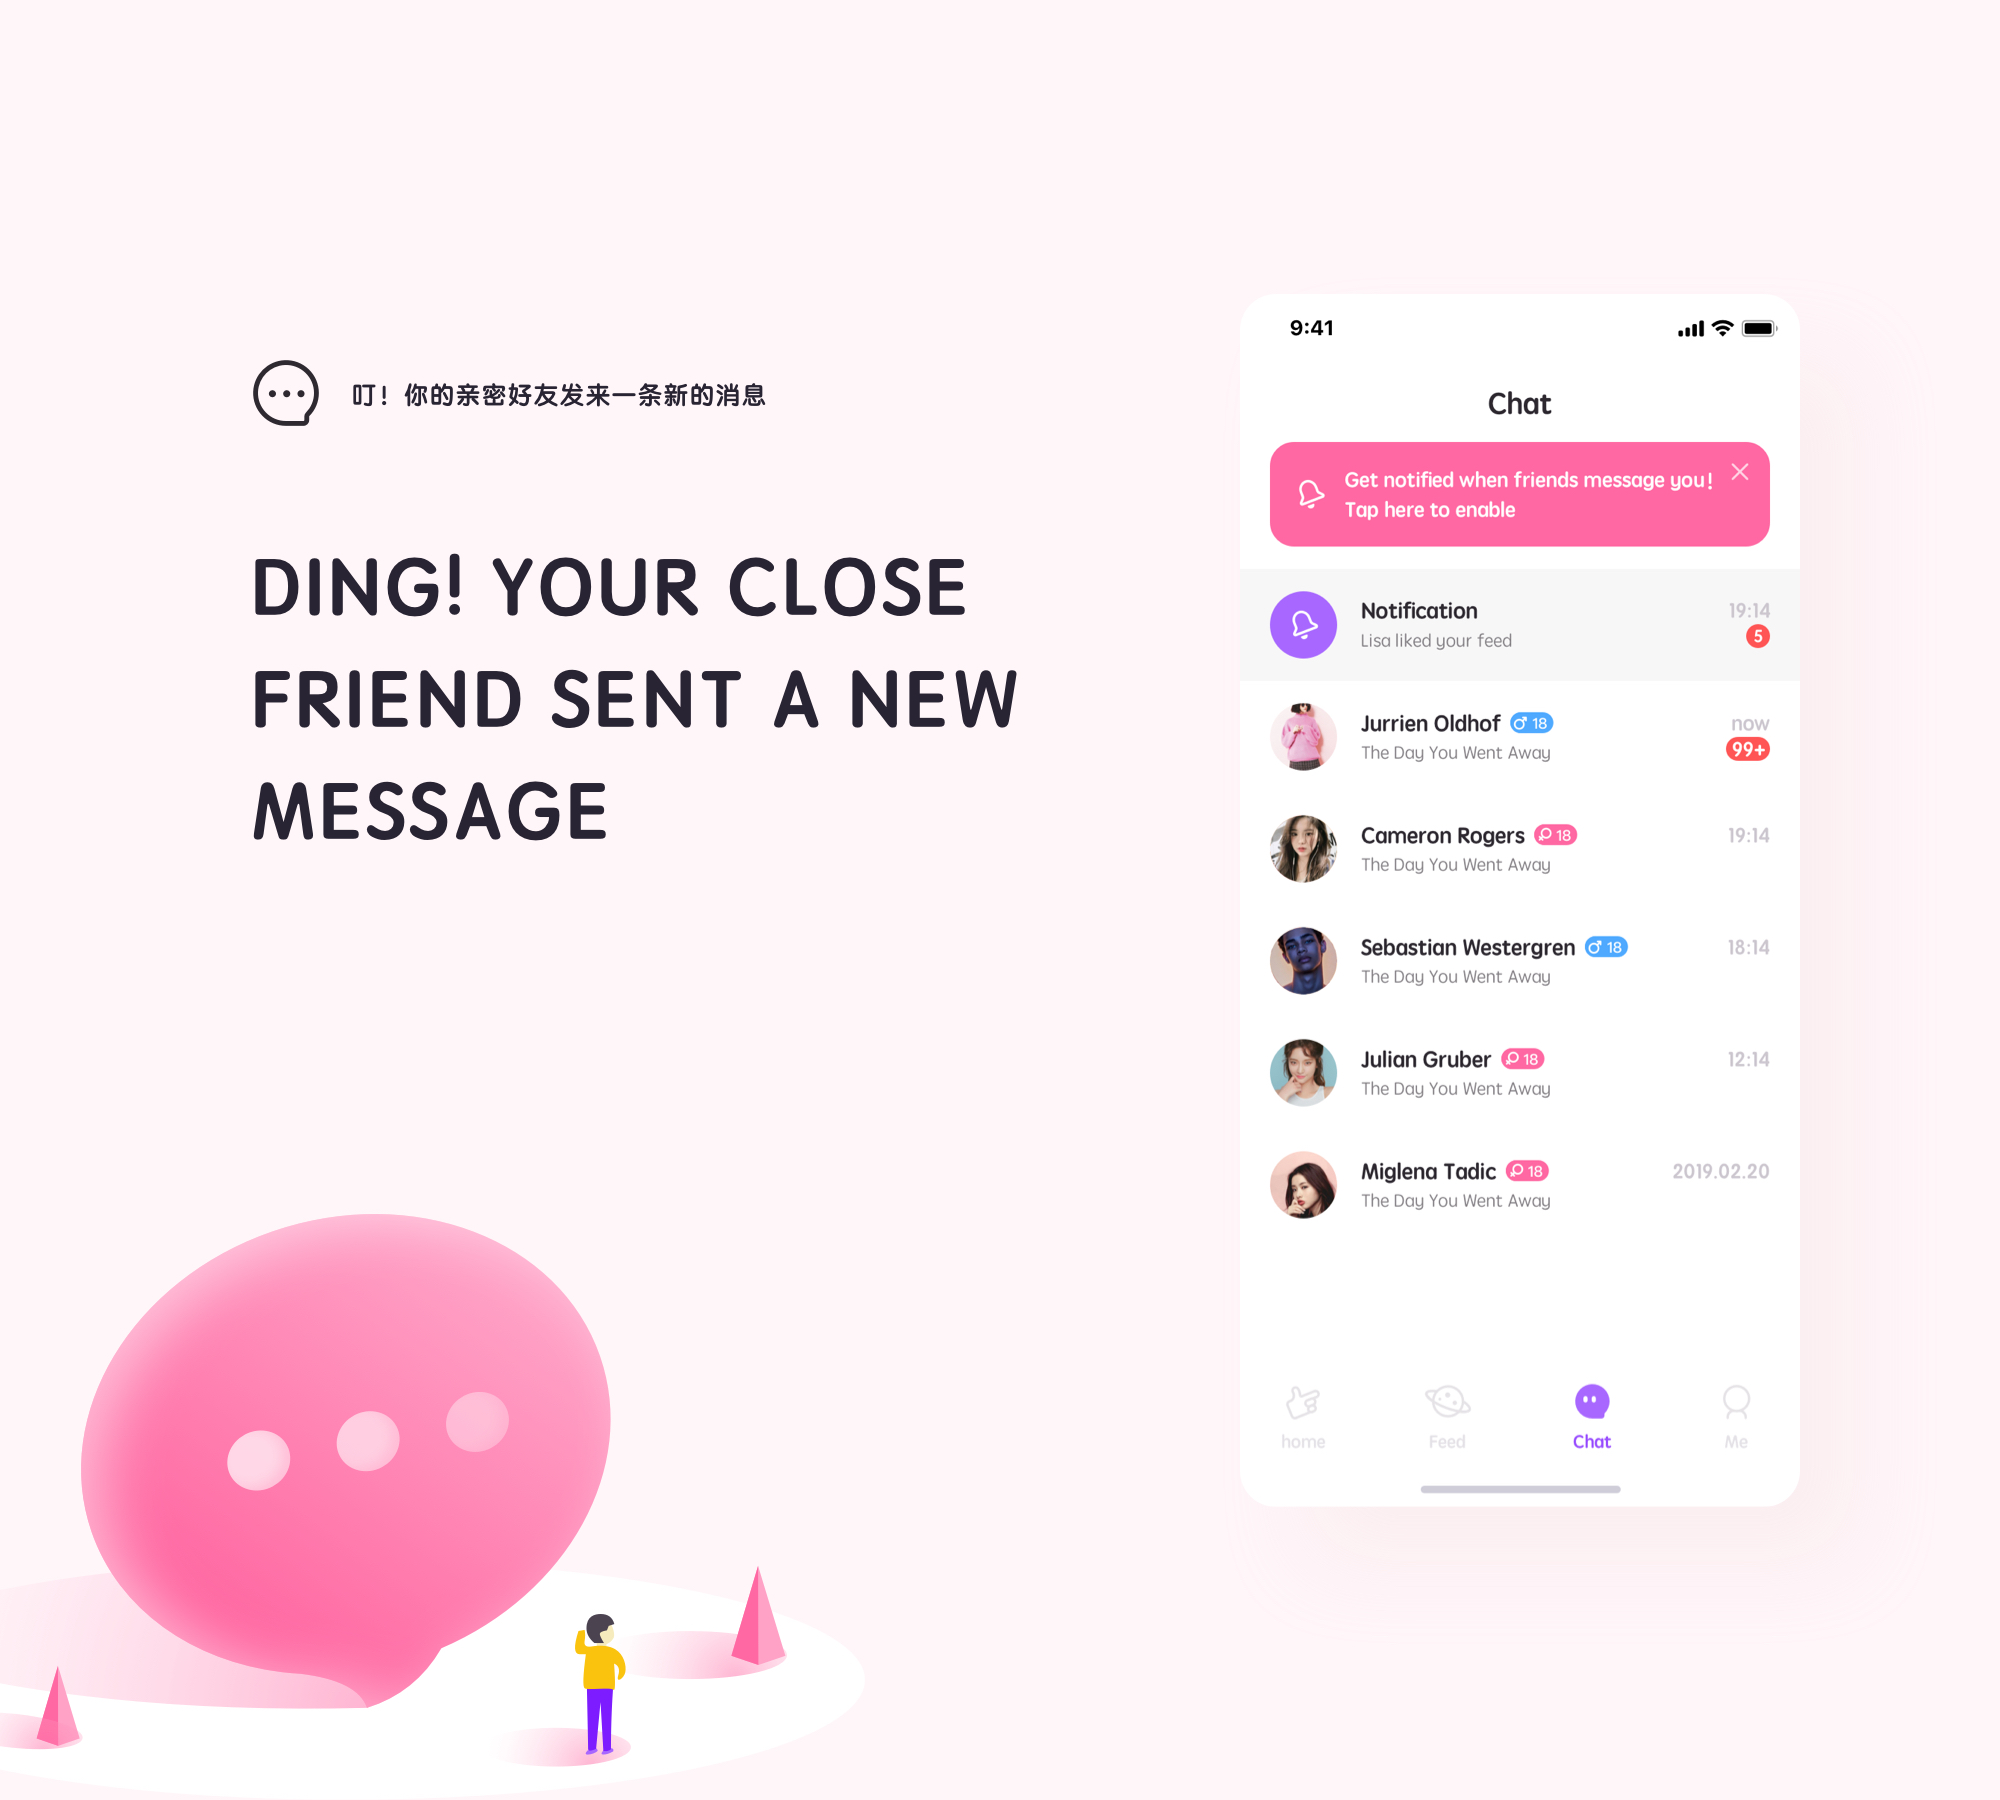 叮！你的亲密好友发来一条新的消息
DING! YOUR CLOSE
FRIEND SENT A NEW
MESSAGE
9:41
Chat
Get notified when friends message you!
Tap here to enable
Notification
19:14
Lisa liked your feed
5
Jurrien Oldhof
18
now
The Day You Went Away
99+
Cameron Rogers
18
19:14
The Day You Went Away
Sebastian Westergren
18
18:14
The Day You Went Away
Julian Gruber
18
12:14
The Day You Went Away
Miglena Tadic
18
2019.02.20
The Day You Went Away
home
Feed
Chat
Me